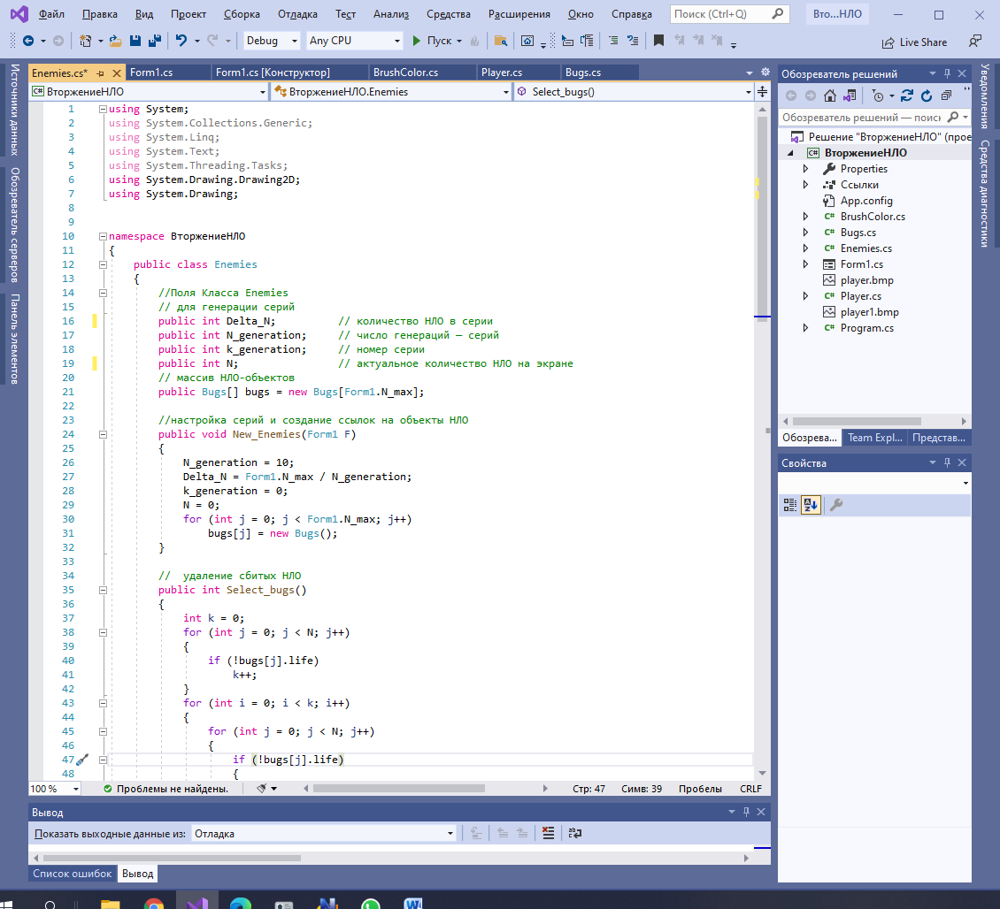 Файл Правка Вид Проект Сборка Отладка Тест Анализ Средства Расширения Окно Справка Поиск (Ctrl+Q) Вто...НЛО
Debug Any CPU Пуск Live Share
Источники данных
Обозреватель серверов
Панель элементов
Enemies.cs* Form1.cs Form1.cs [Конструктор] BrushColor.cs Player.cs Bugs.cs
C# ВторжениеНЛО ВторжениеНЛО.Enemies Select_bugs()
1 using System;
2 using System.Collections.Generic;
3 using System.Linq;
4 using System.Text;
5 using System.Threading.Tasks;
6 using System.Drawing.Drawing2D;
7 using System.Drawing;
8
9
10 namespace ВторжениеНЛО
11 {
12 public class Enemies
13 {
14 //Поля Класса Enemies
15 // для генерации серий
16 public int Delta_N; // количество НЛО в серии
17 public int N_generation; // число генераций – серий
18 public int k_generation; // номер серии
19 public int N; // актуальное количество НЛО на экране
20 // массив НЛО-объектов
21 public Bugs[] bugs = new Bugs[Form1.N_max];
22
23 //настройка серий и создание ссылок на объекты НЛО
24 public void New_Enemies(Form1 F)
25 {
26 N_generation = 10;
27 Delta_N = Form1.N_max / N_generation;
28 k_generation = 0;
29 N = 0;
30 for (int j = 0; j < Form1.N_max; j++)
31 bugs[j] = new Bugs();
32 }
33
34 // удаление сбитых НЛО
35 public int Select_bugs()
36 {
37 int k = 0;
38 for (int j = 0; j < N; j++)
39 {
40 if (!bugs[j].life)
41 k++;
42 }
43 for (int i = 0; i < k; i++)
44 {
45 for (int j = 0; j < N; j++)
46 {
47 if (!bugs[j].life)
48 {
100 % Проблемы не найдены. Стр: 47 Симв: 39 Пробелы CRLF
Вывод
Показать выходные данные из: Отладка
Список ошибок Вывод
Обозреватель решений
Обозреватель решений — поиск
Решение "ВторжениеНЛО" (прое
C# ВторжениеНЛО
Properties
Ссылки
App.config
C# BrushColor.cs
C# Bugs.cs
C# Enemies.cs
Form1.cs
player.bmp
C# Player.cs
player1.bmp
C# Program.cs
Обозрева... Team Expl... Представ...
Свойства
Уведомления
Средства диагностики